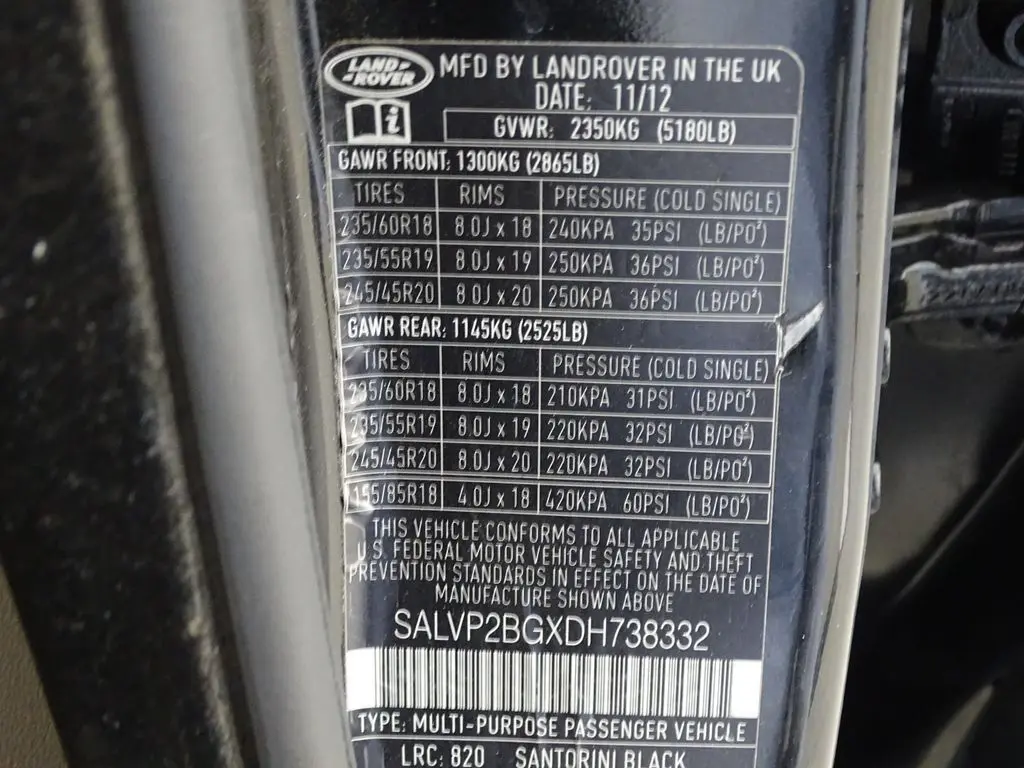 LAND ROVER
MFD BY LANDROVER IN THE UK
DATE: 11/12
GVWR: 2350KG (5180LB)
GAWR FRONT: 1300KG (2865LB)
TIRES RIMS PRESSURE (COLD SINGLE)
235/60R18 8.0J x 18 240KPA 35PSI (LB/PO²)
235/55R19 8.0J x 19 250KPA 36PSI (LB/PO²)
245/45R20 8.0J x 20 250KPA 36PSI (LB/PO²)
GAWR REAR: 1145KG (2525LB)
TIRES RIMS PRESSURE (COLD SINGLE)
235/60R18 8.0J x 18 210KPA 31PSI (LB/PO²)
235/55R19 8.0J x 19 220KPA 32PSI (LB/PO²)
245/45R20 8.0J x 20 220KPA 32PSI (LB/PO²)
155/85R18 4.0J x 18 420KPA 60PSI (LB/PO²)
THIS VEHICLE CONFORMS TO ALL APPLICABLE
U.S. FEDERAL MOTOR VEHICLE SAFETY AND THEFT
PREVENTION STANDARDS IN EFFECT ON THE DATE OF
MANUFACTURE SHOWN ABOVE
SALVP2BGXDH738332
TYPE: MULTI-PURPOSE PASSENGER VEHICLE
LRC: 820 SANTORINI BLACK